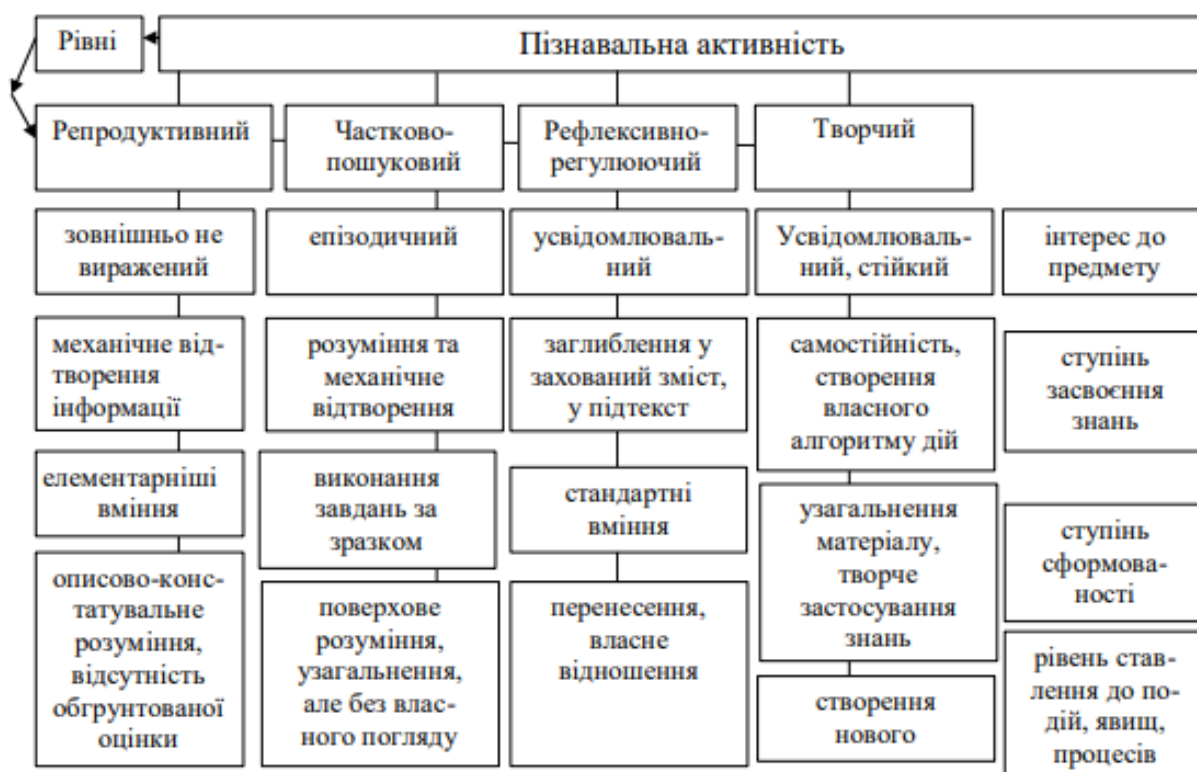 Рівні
Пізнавальна активність
Репродуктивний
Частково-
пошуковий
Рефлексивно-
регулюючий
Творчий
зовнішньо не
виражений
епізодичний
усвідомлюваль-
ний
Усвідомлюваль-
ний, стійкий
інтерес до
предмету
механічне від-
творення
інформації
розуміння та
механічне
відтворення
заглиблення у
захований зміст,
у підтекст
самостійність,
створення
власного
алгоритму дій
ступінь
засвоєння
знань
елементарніші
вміння
виконання
завдань за
зразком
стандартні
вміння
узагальнення
матеріалу,
творче
застосування
знань
ступінь
сформова-
ності
описово-конс-
татувальне
розуміння,
відсутність
обгрунтованої
оцінки
поверхове
розуміння,
узагальнення,
але без влас-
ного погляду
перенесення,
власне
відношення
створення
нового
рівень став-
лення до по-
дій, явищ,
процесів